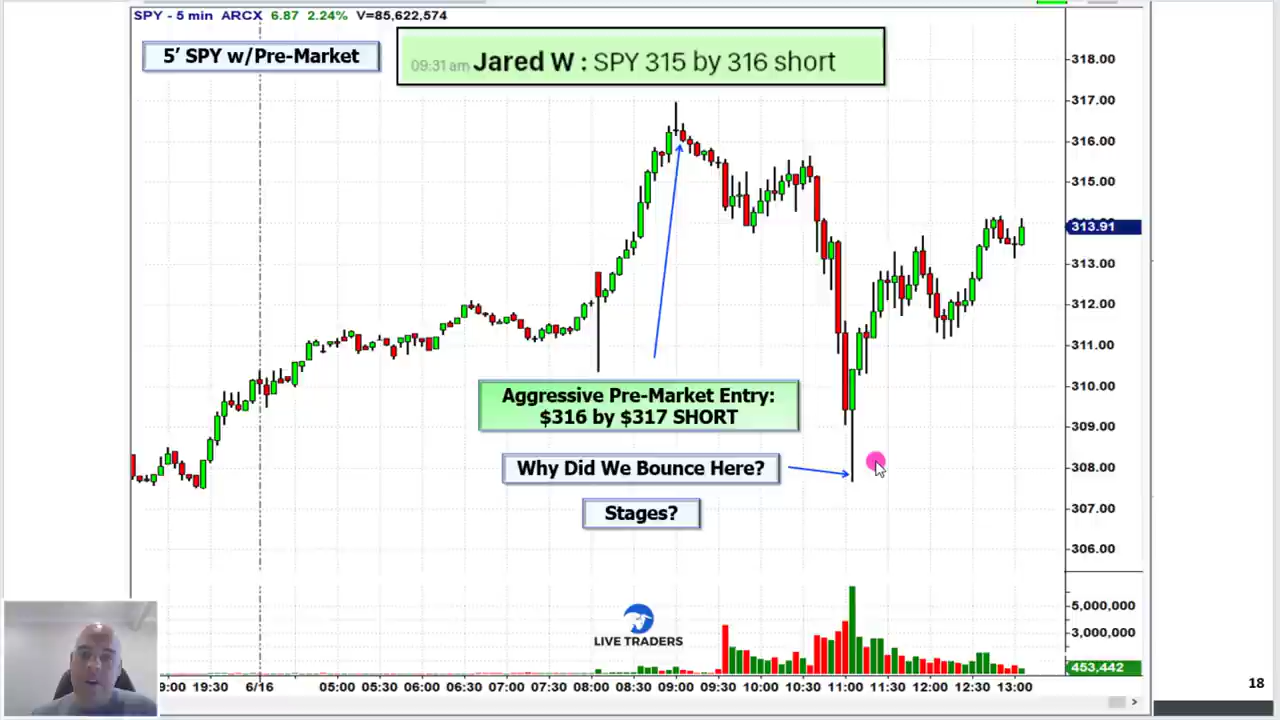 SPY - 5 min ARCX 6.87 2.24% V=85,622,574
5' SPY w/Pre-Market
09:31 am Jared W : SPY 315 by 316 short
318.00
317.00
316.00
315.00
313.91
313.00
312.00
311.00
310.00
309.00
308.00
307.00
306.00
Aggressive Pre-Market Entry:
$316 by $317 SHORT
Why Did We Bounce Here?
Stages?
LIVE TRADERS
5,000,000
3,000,000
453,442
19:30 6/16 05:00 05:30 06:00 06:30 07:00 07:30 08:00 08:30 09:00 09:30 10:00 10:30 11:00 11:30 12:00 12:30 13:00
18